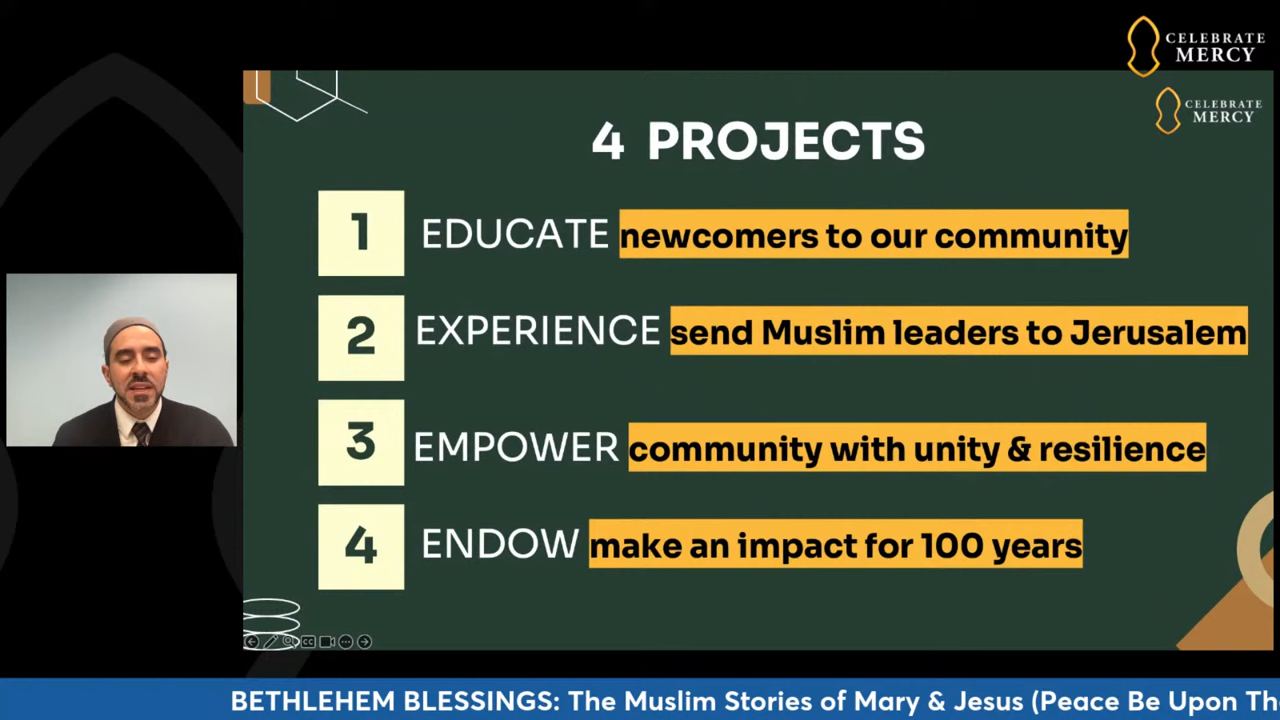 CELEBRATE
MERCY
CELEBRATE
MERCY
4 PROJECTS
1 EDUCATE newcomers to our community
2 EXPERIENCE send Muslim leaders to Jerusalem
3 EMPOWER community with unity & resilience
4 ENDOW make an impact for 100 years
BETHLEHEM BLESSINGS: The Muslim Stories of Mary & Jesus (Peace Be Upon Th